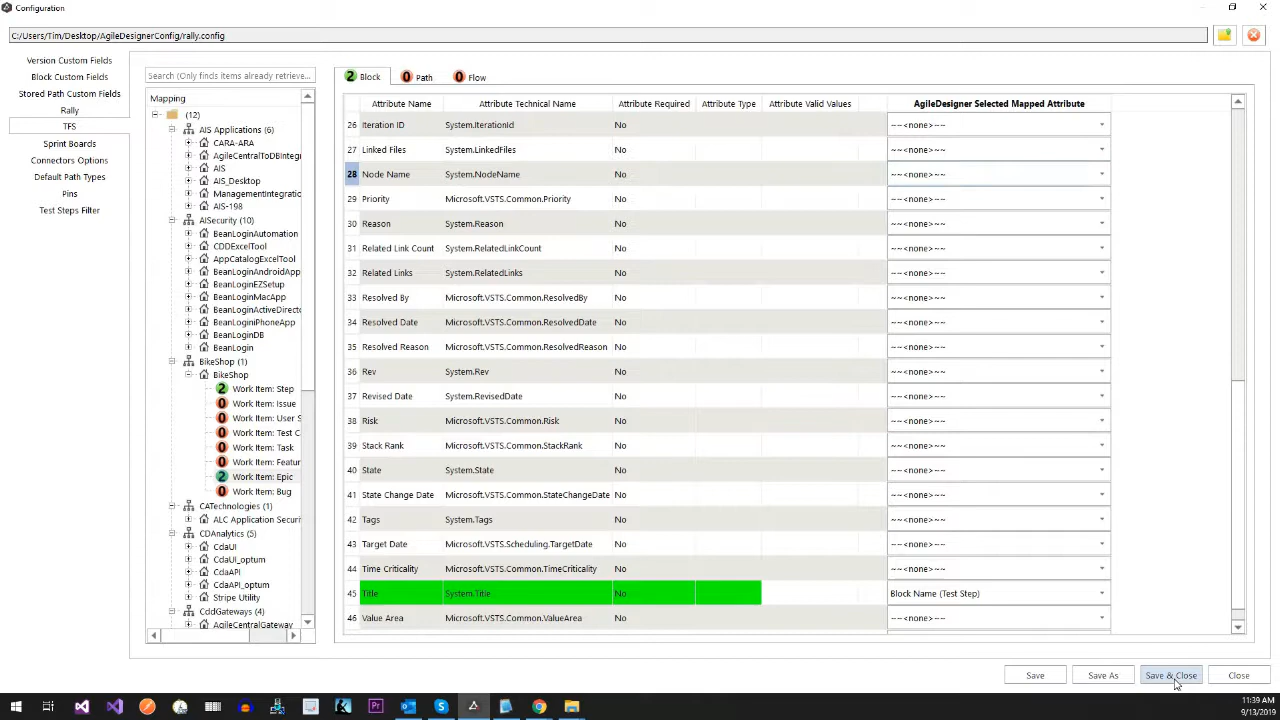 Configuration
C:/Users/Tim/Desktop/AgileDesignerConfig/rally.config
Version Custom Fields
Block Custom Fields
Stored Path Custom Fields
Rally
TFS
Sprint Boards
Connectors Options
Default Path Types
Pins
Test Steps Filter
Search (Only finds items already retrieve...
Mapping
(12)
AIS Applications (6)
CARA-ARA
AgileCentralToDBInteg
AIS
AIS_Desktop
ManagementIntegratio
AIS-198
AISecurity (10)
BeanLoginAutomation
CDDExcelTool
AppCatalogExcelTool
BeanLoginAndroidApp
BeanLoginEZSetup
BeanLoginMacApp
BeanLoginActiveDirecto
BeanLoginiPhoneApp
BeanLoginDB
BeanLogin
BikeShop (1)
BikeShop
2 Work Item: Step
0 Work Item: Issue
0 Work Item: User S
0 Work Item: Test C
0 Work Item: Task
0 Work Item: Featur
2 Work Item: Epic
0 Work Item: Bug
CATechnologies (1)
ALC Application Securi
CDAnalytics (5)
CdaUI
CdaUI_optum
CdaAPI
CdaAPI_optum
Stripe Utility
CddGateways (4)
AgileCentralGateway
2 Block 0 Path 0 Flow
Attribute Name Attribute Technical Name Attribute Required Attribute Type Attribute Valid Values AgileDesigner Selected Mapped Attribute
26 Iteration ID System.IterationId No ~~<none>~~
27 Linked Files System.LinkedFiles No ~~<none>~~
28 Node Name System.NodeName No ~~<none>~~
29 Priority Microsoft.VSTS.Common.Priority No ~~<none>~~
30 Reason System.Reason No ~~<none>~~
31 Related Link Count System.RelatedLinkCount No ~~<none>~~
32 Related Links System.RelatedLinks No ~~<none>~~
33 Resolved By Microsoft.VSTS.Common.ResolvedBy No ~~<none>~~
34 Resolved Date Microsoft.VSTS.Common.ResolvedDate No ~~<none>~~
35 Resolved Reason Microsoft.VSTS.Common.ResolvedReason No ~~<none>~~
36 Rev System.Rev No ~~<none>~~
37 Revised Date System.RevisedDate No ~~<none>~~
38 Risk Microsoft.VSTS.Common.Risk No ~~<none>~~
39 Stack Rank Microsoft.VSTS.Common.StackRank No ~~<none>~~
40 State System.State No ~~<none>~~
41 State Change Date Microsoft.VSTS.Common.StateChangeDate No ~~<none>~~
42 Tags System.Tags No ~~<none>~~
43 Target Date Microsoft.VSTS.Scheduling.TargetDate No ~~<none>~~
44 Time Criticality Microsoft.VSTS.Common.TimeCriticality No ~~<none>~~
45 Title System.Title No Block Name (Test Step)
46 Value Area Microsoft.VSTS.Common.ValueArea No ~~<none>~~
Save Save As Save & Close Close
11:39 AM
9/13/2019